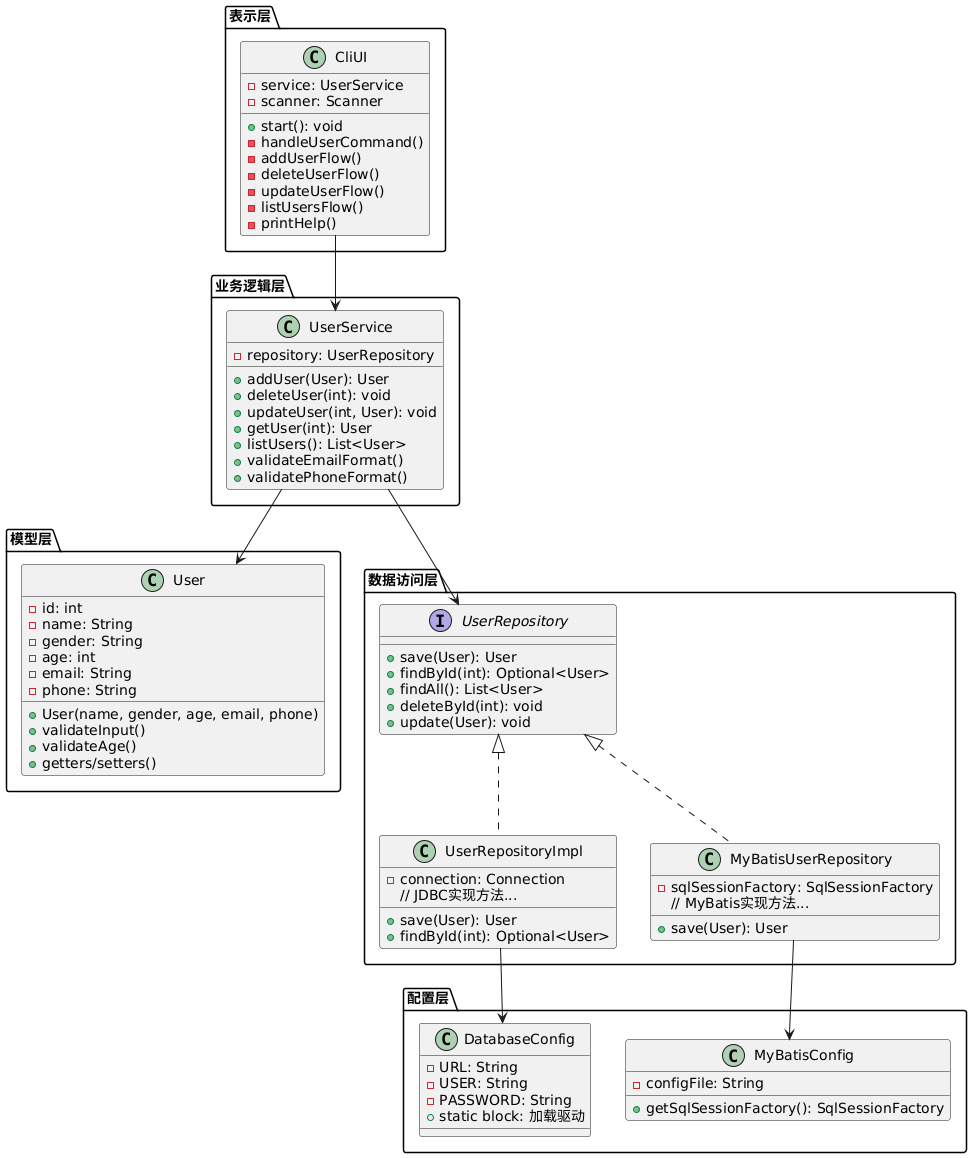 表示层
C CliUI
service: UserService
scanner: Scanner
start(): void
handleUserCommand()
addUserFlow()
deleteUserFlow()
updateUserFlow()
listUsersFlow()
printHelp()
业务逻辑层
C UserService
repository: UserRepository
addUser(User): User
deleteUser(int): void
updateUser(int, User): void
getUser(int): User
listUsers(): List<User>
validateEmailFormat()
validatePhoneFormat()
模型层
C User
id: int
name: String
gender: String
age: int
email: String
phone: String
User(name, gender, age, email, phone)
validateInput()
validateAge()
getters/setters()
数据访问层
I UserRepository
save(User): User
findById(int): Optional<User>
findAll(): List<User>
deleteById(int): void
update(User): void
C UserRepositoryImpl
connection: Connection
// JDBC实现方法...
save(User): User
findById(int): Optional<User>
C MyBatisUserRepository
sqlSessionFactory: SqlSessionFactory
// MyBatis实现方法...
save(User): User
配置层
C DatabaseConfig
URL: String
USER: String
PASSWORD: String
static block: 加载驱动
C MyBatisConfig
configFile: String
getSqlSessionFactory(): SqlSessionFactory